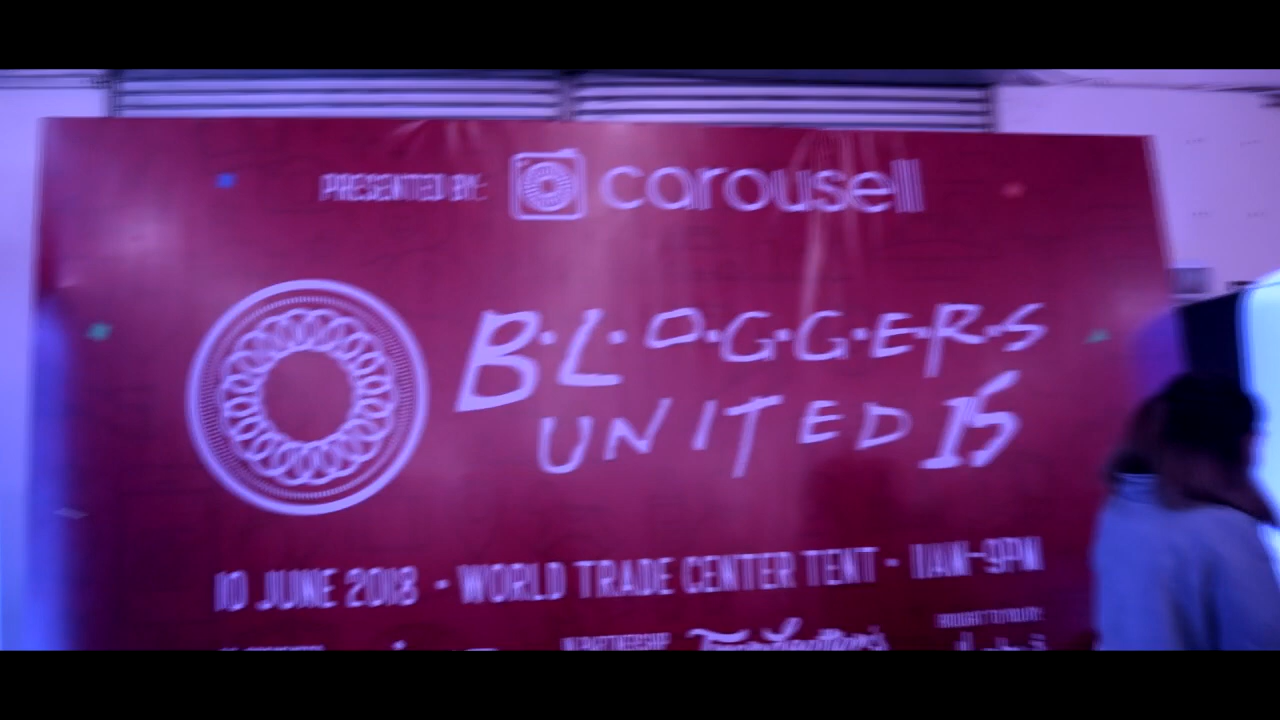 PRESENTED BY: carousell
B·L·O·G·G·E·R·S
UNITED 15
10 JUNE 2018 • WORLD TRADE CENTER TENT • 11AM-9PM